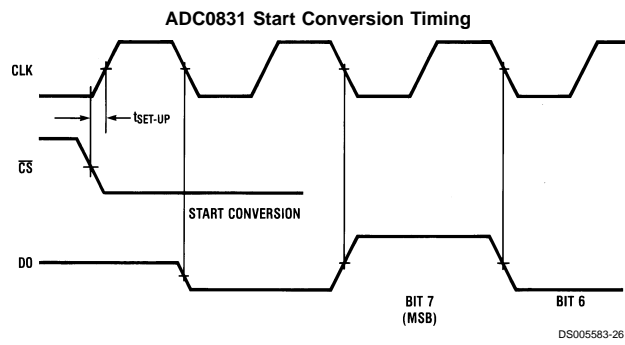 ADC0831 Start Conversion Timing
CLK
tSET-UP
CS
START CONVERSION
DO
BIT 7
(MSB)
BIT 6
DS005583-26